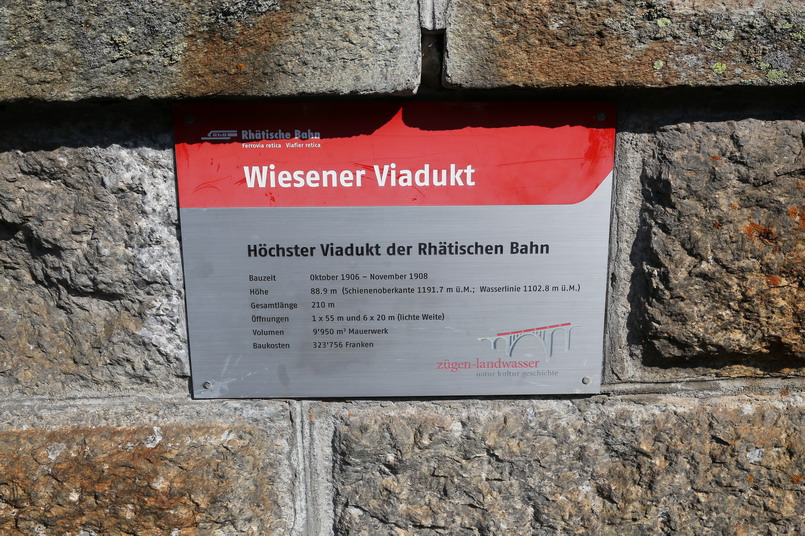 Rhätische Bahn
Ferrovia retica Viafier retica
Wiesener Viadukt
Höchster Viadukt der Rhätischen Bahn
Bauzeit Oktober 1906 – November 1908
Höhe 88.9 m (Schienenoberkante 1191.7 m ü.M.; Wasserlinie 1102.8 m ü.M.)
Gesamtlänge 210 m
Öffnungen 1 x 55 m und 6 x 20 m (lichte Weite)
Volumen 9'950 m³ Mauerwerk
Baukosten 323'756 Franken
zügen-landwasser
natur kultur geschichte